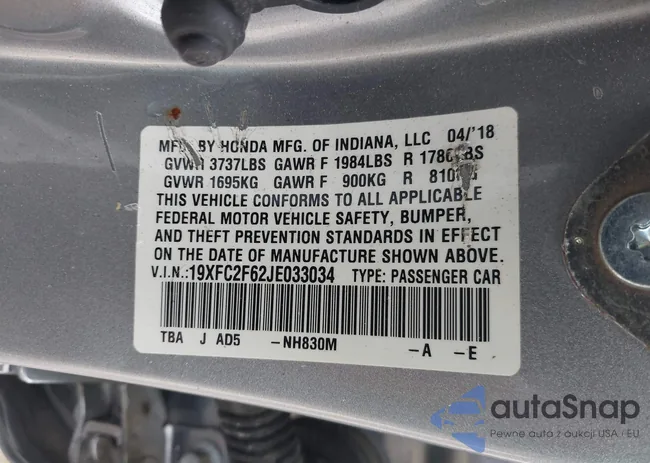 MFD. BY HONDA MFG. OF INDIANA, LLC 04/'18
GVWR 3737LBS GAWR F 1984LBS R 1786LBS
GVWR 1695KG GAWR F 900KG R 810KG
THIS VEHICLE CONFORMS TO ALL APPLICABLE
FEDERAL MOTOR VEHICLE SAFETY, BUMPER,
AND THEFT PREVENTION STANDARDS IN EFFECT
ON THE DATE OF MANUFACTURE SHOWN ABOVE.
V.I.N.:19XFC2F62JE033034 TYPE: PASSENGER CAR
TBA J AD5 -NH830M -A -E
autaSnap
Pewne auta z aukcji USA / EU